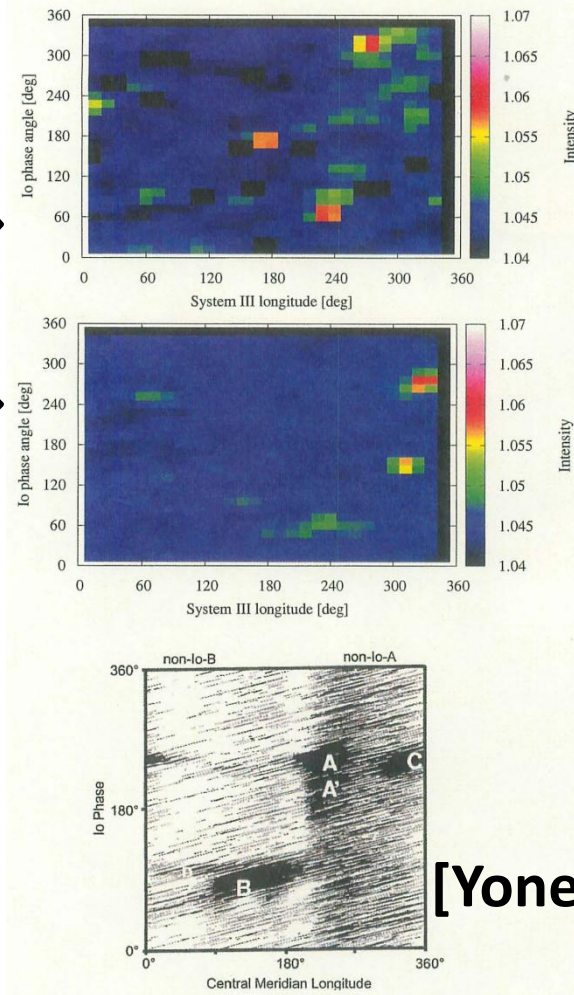 360
300
240
180
120
60
0
Io phase angle [deg]
0 60 120 180 240 300 360
System III longitude [deg]
1.07
1.065
1.06
1.055
1.05
1.045
1.04
Intensity
360
300
240
180
120
60
0
Io phase angle [deg]
0 60 120 180 240 300 360
System III longitude [deg]
1.07
1.065
1.06
1.055
1.05
1.045
1.04
Intensity
non-Io-B non-Io-A
360°
180°
0°
Io Phase
A
A'
C
B
0° 180° 360°
Central Meridian Longitude
[Yone